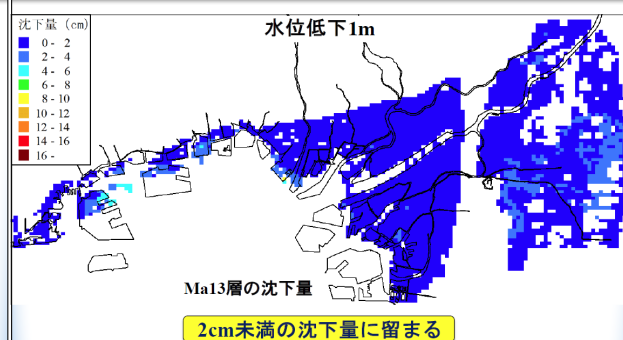 水位低下1m
沈下量 (cm)
0 - 2
2 - 4
4 - 6
6 - 8
8 - 10
10 - 12
12 - 14
14 - 16
16 -
Ma13層の沈下量
2cm未満の沈下量に留まる